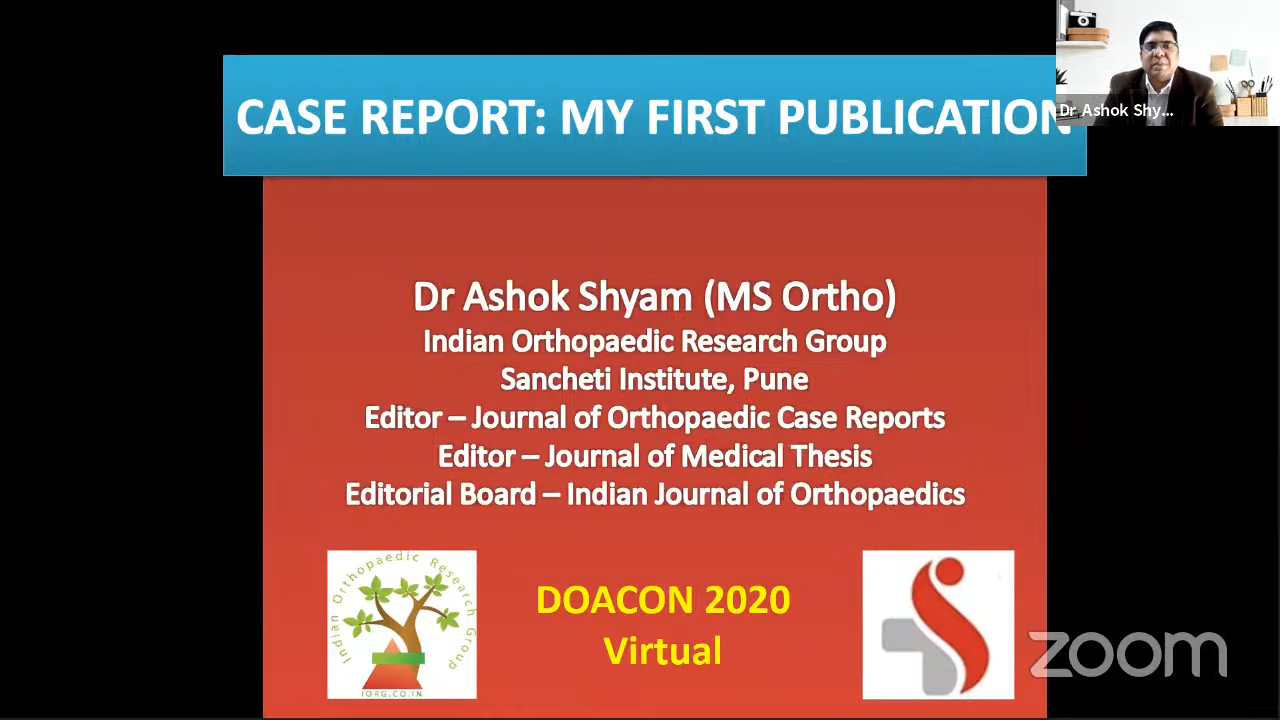 CASE REPORT: MY FIRST PUBLICATION
Dr Ashok Shy...
Dr Ashok Shyam (MS Ortho)
Indian Orthopaedic Research Group
Sancheti Institute, Pune
Editor – Journal of Orthopaedic Case Reports
Editor – Journal of Medical Thesis
Editorial Board – Indian Journal of Orthopaedics
Indian Orthopaedic Research Group
IORG.CO.IN
DOACON 2020
Virtual
zoom